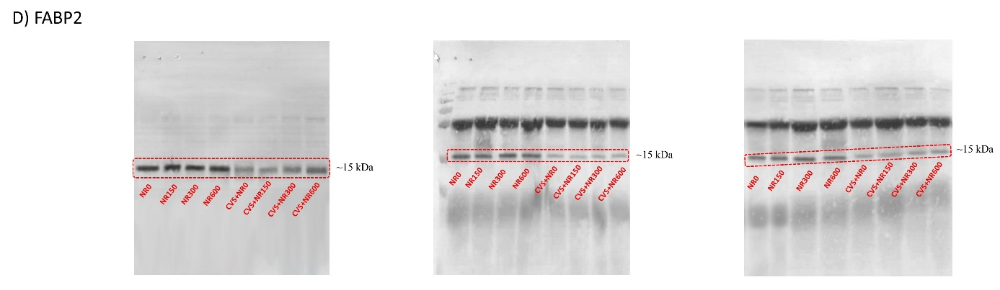 D) FABP2
~15 kDa
NR0
NR150
NR300
NR600
CVS+NR0
CVS+NR150
CVS+NR300
CVS+NR600
~15 kDa
NR0
NR150
NR300
NR600
CVS+NR0
CVS+NR150
CVS+NR300
CVS+NR600
~15 kDa
NR0
NR150
NR300
NR600
CVS+NR0
CVS+NR150
CVS+NR300
CVS+NR600